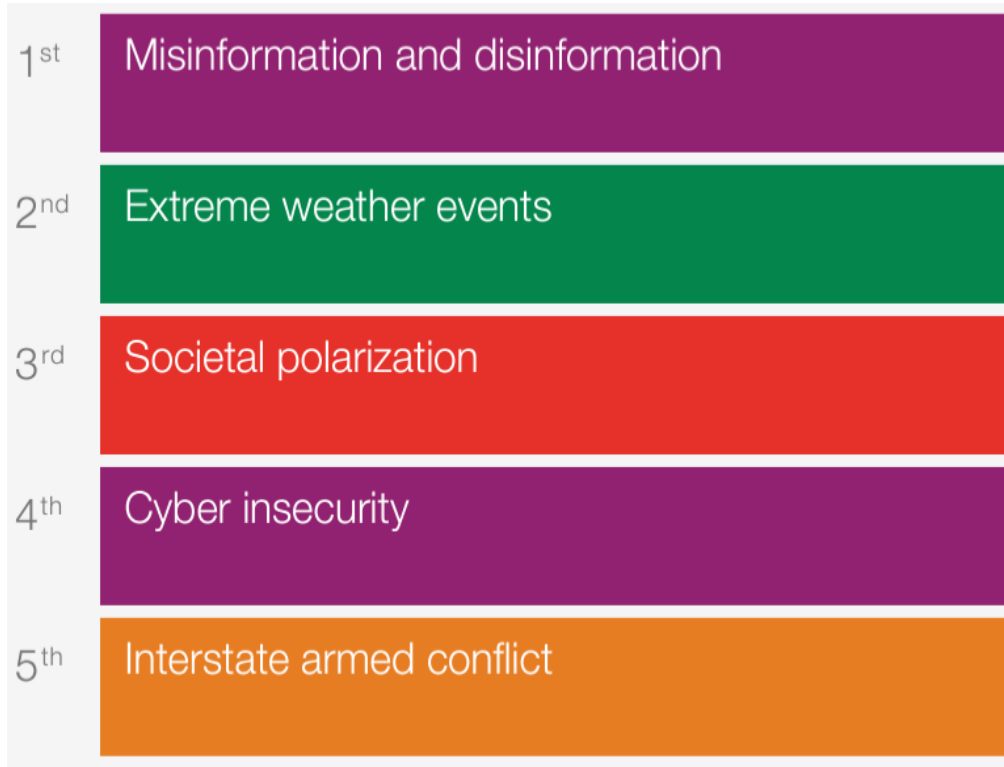 1st Misinformation and disinformation
2nd Extreme weather events
3rd Societal polarization
4th Cyber insecurity
5th Interstate armed conflict